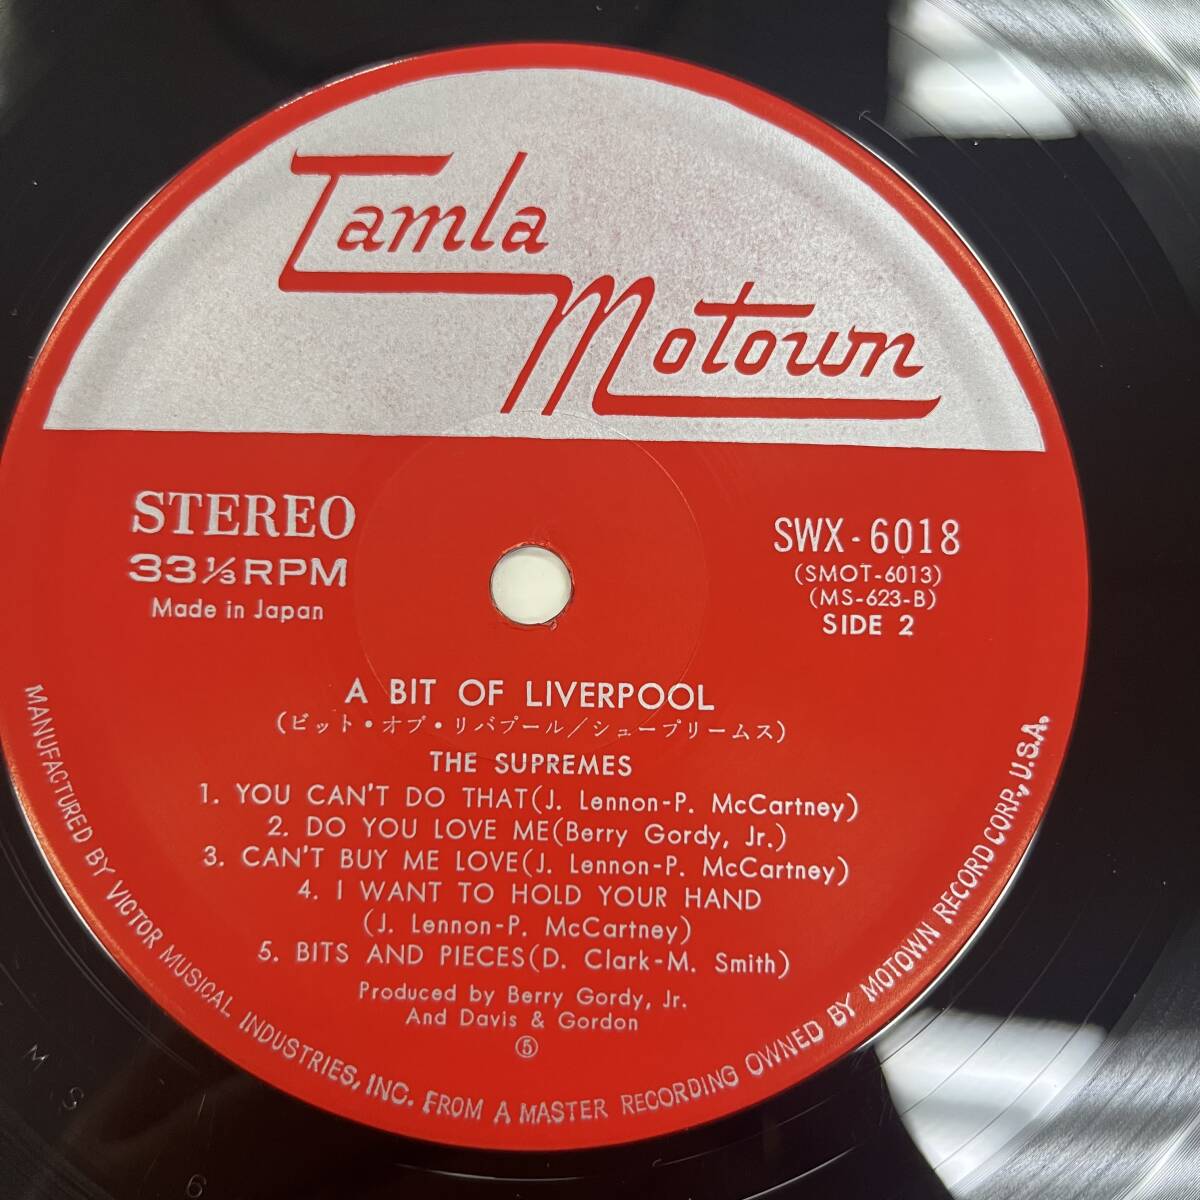 Tamla
Motown
STEREO
33⅓ RPM
Made in Japan
SWX-6018
(SMOT-6013)
(MS-623-B)
SIDE 2
A BIT OF LIVERPOOL
(ビット・オブ・リバプール/シュープリームス)
THE SUPREMES
1. YOU CAN'T DO THAT(J. Lennon-P. McCartney)
2. DO YOU LOVE ME(Berry Gordy, Jr.)
3. CAN'T BUY ME LOVE(J. Lennon-P. McCartney)
4. I WANT TO HOLD YOUR HAND
(J. Lennon-P. McCartney)
5. BITS AND PIECES(D. Clark-M. Smith)
Produced by Berry Gordy, Jr.
And Davis & Gordon
⑤
MANUFACTURED BY VICTOR MUSICAL INDUSTRIES, INC. FROM A MASTER RECORDING OWNED BY MOTOWN RECORD CORP., U.S.A.
M S 6